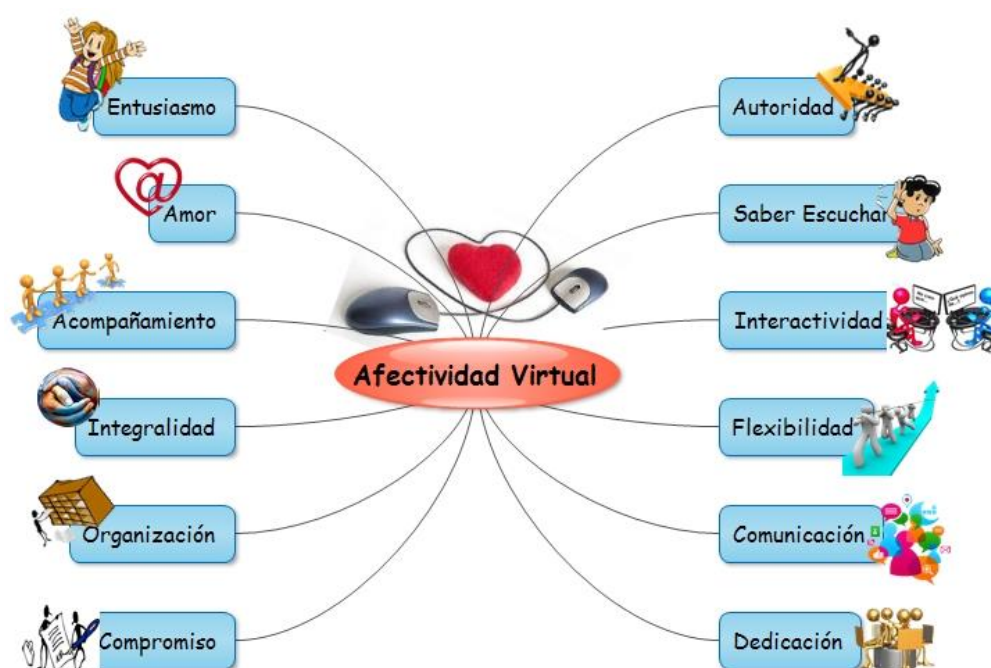 Entusiasmo
Amor
Acompañamiento
Integralidad
Organización
Compromiso
Afectividad Virtual
Autoridad
Saber Escuchar
Interactividad
Flexibilidad
Comunicación
Dedicación